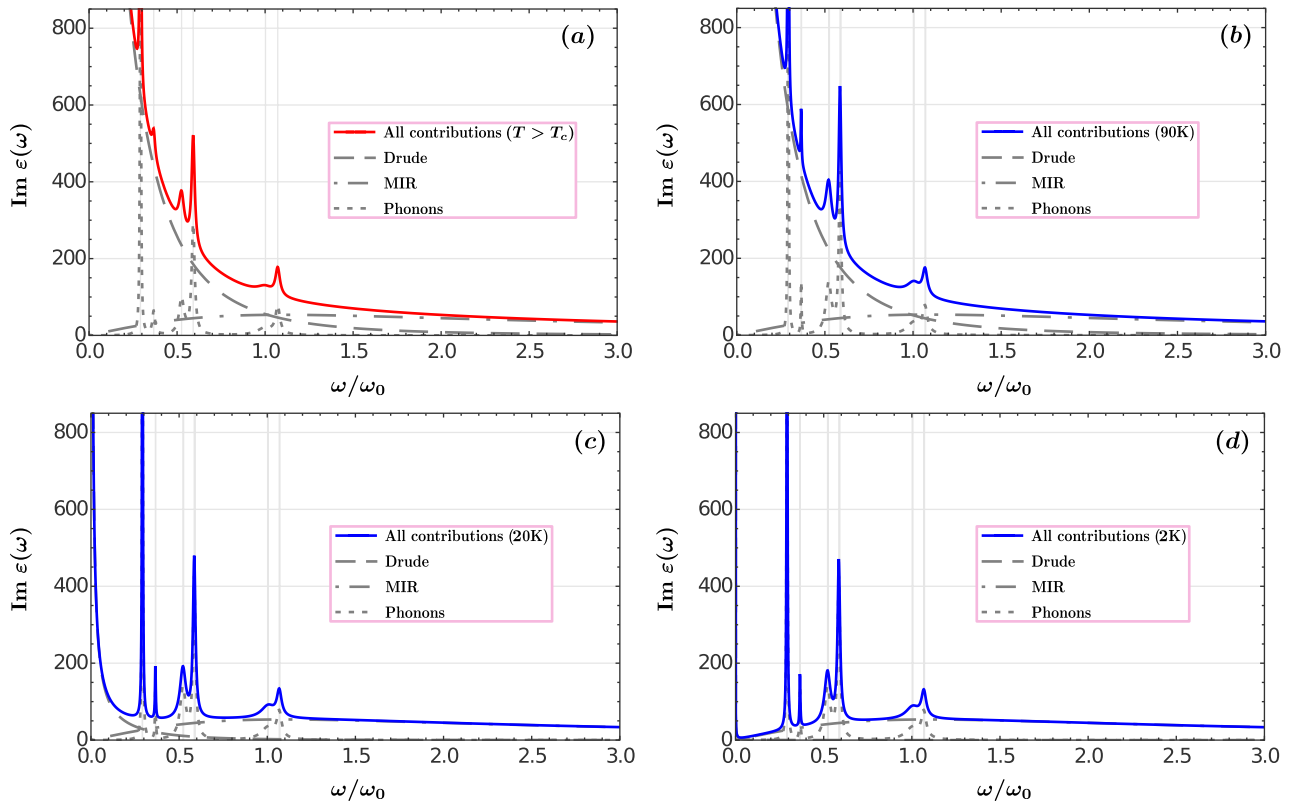 (a)
Im ε(ω)
800
600
400
200
0
All contributions (T > Tc)
Drude
MIR
Phonons
0.0 0.5 1.0 1.5 2.0 2.5 3.0
ω/ω0
(b)
Im ε(ω)
800
600
400
200
0
All contributions (90K)
Drude
MIR
Phonons
0.0 0.5 1.0 1.5 2.0 2.5 3.0
ω/ω0
(c)
Im ε(ω)
800
600
400
200
0
All contributions (20K)
Drude
MIR
Phonons
0.0 0.5 1.0 1.5 2.0 2.5 3.0
ω/ω0
(d)
Im ε(ω)
800
600
400
200
0
All contributions (2K)
Drude
MIR
Phonons
0.0 0.5 1.0 1.5 2.0 2.5 3.0
ω/ω0